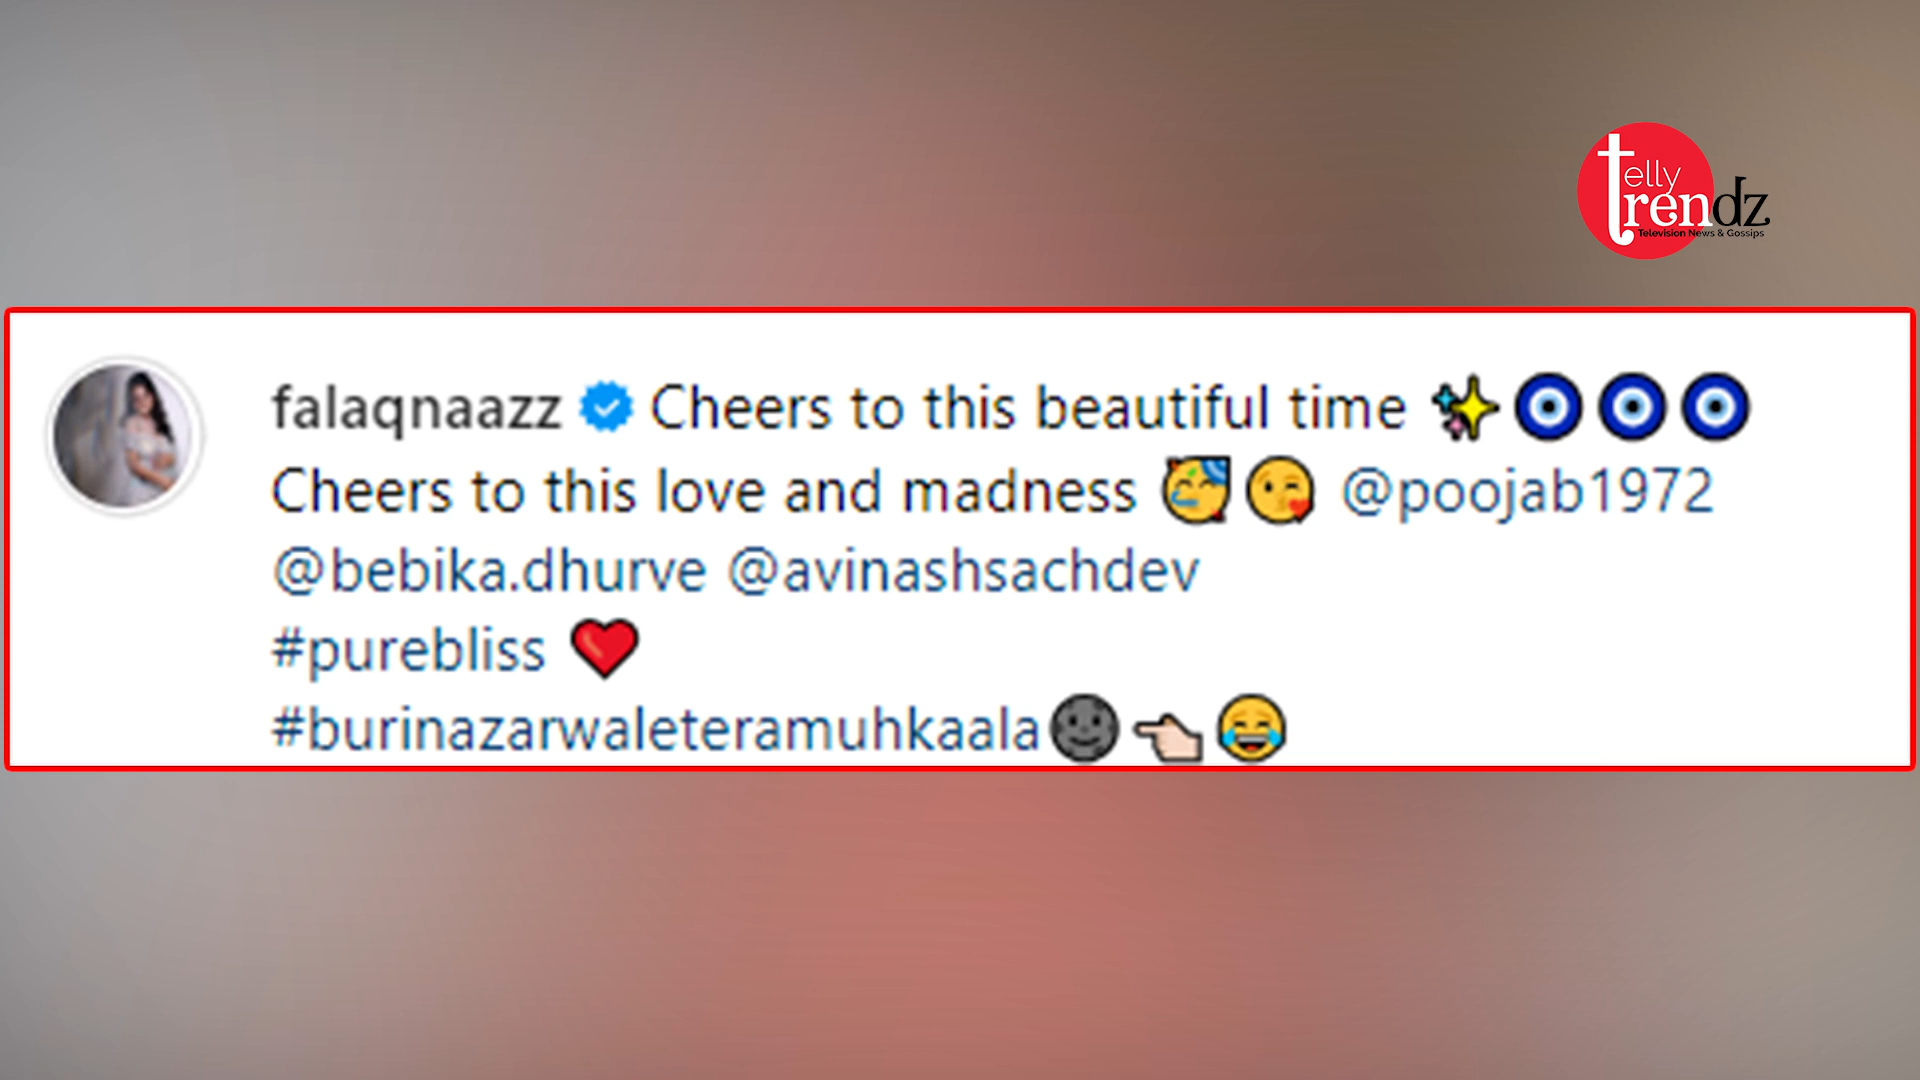 telly
trendz
Television News & Gossips
falaqnaazz Cheers to this beautiful time ✨🧿🧿🧿
Cheers to this love and madness 🥳😘 @poojab1972
@bebika.dhurve @avinashsachdev
#purebliss ❤️
#burinazarwaleteramuhkaala🌚👈🏻😂